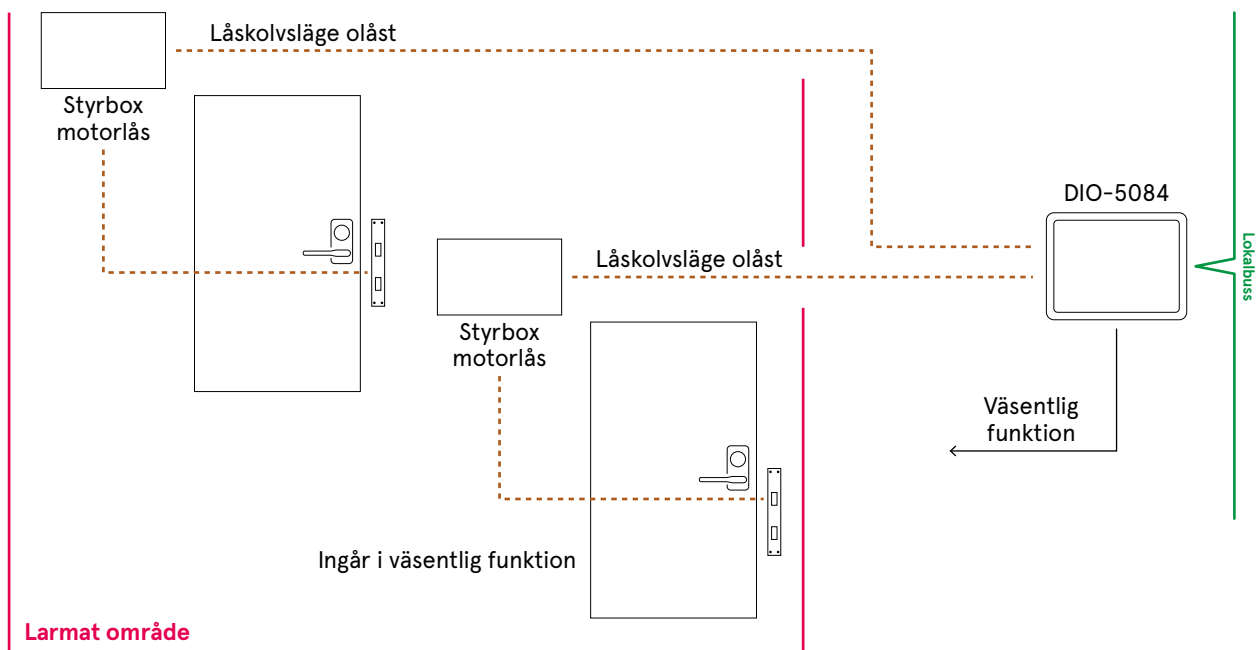 Låskolvsläge olåst
Styrbox
motorlås
DIO-5084
Lokalbuss
Låskolvsläge olåst
Styrbox
motorlås
Väsentlig
funktion
Ingår i väsentlig funktion
Larmat område